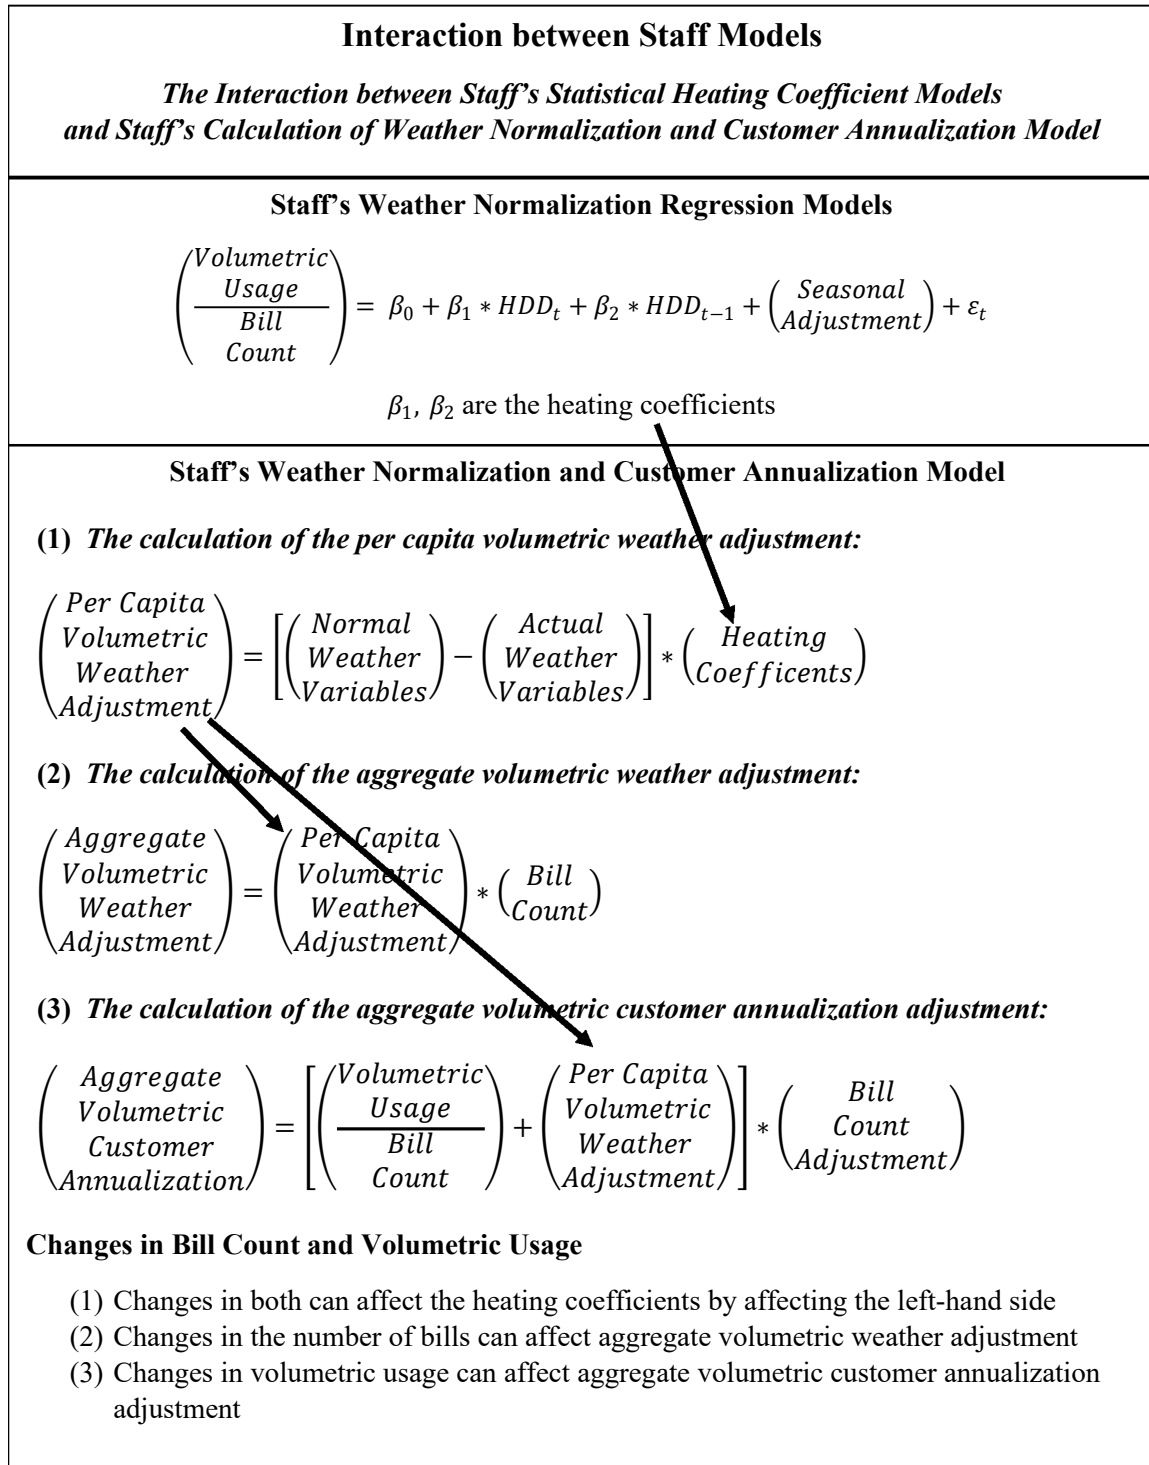 Interaction between Staff Models
The Interaction between Staff's Statistical Heating Coefficient Models
and Staff's Calculation of Weather Normalization and Customer Annualization Model
Staff's Weather Normalization Regression Models
(Volumetric Usage / Bill Count) = β₀ + β₁ * HDDₜ + β₂ * HDDₜ₋₁ + (Seasonal Adjustment) + εₜ
β₁, β₂ are the heating coefficients
Staff's Weather Normalization and Customer Annualization Model
(1) The calculation of the per capita volumetric weather adjustment:
(Per Capita Volumetric Weather Adjustment) = [(Normal Weather Variables) − (Actual Weather Variables)] * (Heating Coefficents)
(2) The calculation of the aggregate volumetric weather adjustment:
(Aggregate Volumetric Weather Adjustment) = (Per Capita Volumetric Weather Adjustment) * (Bill Count)
(3) The calculation of the aggregate volumetric customer annualization adjustment:
(Aggregate Volumetric Customer Annualization) = [(Volumetric Usage / Bill Count) + (Per Capita Volumetric Weather Adjustment)] * (Bill Count Adjustment)
Changes in Bill Count and Volumetric Usage
(1) Changes in both can affect the heating coefficients by affecting the left-hand side
(2) Changes in the number of bills can affect aggregate volumetric weather adjustment
(3) Changes in volumetric usage can affect aggregate volumetric customer annualization
adjustment